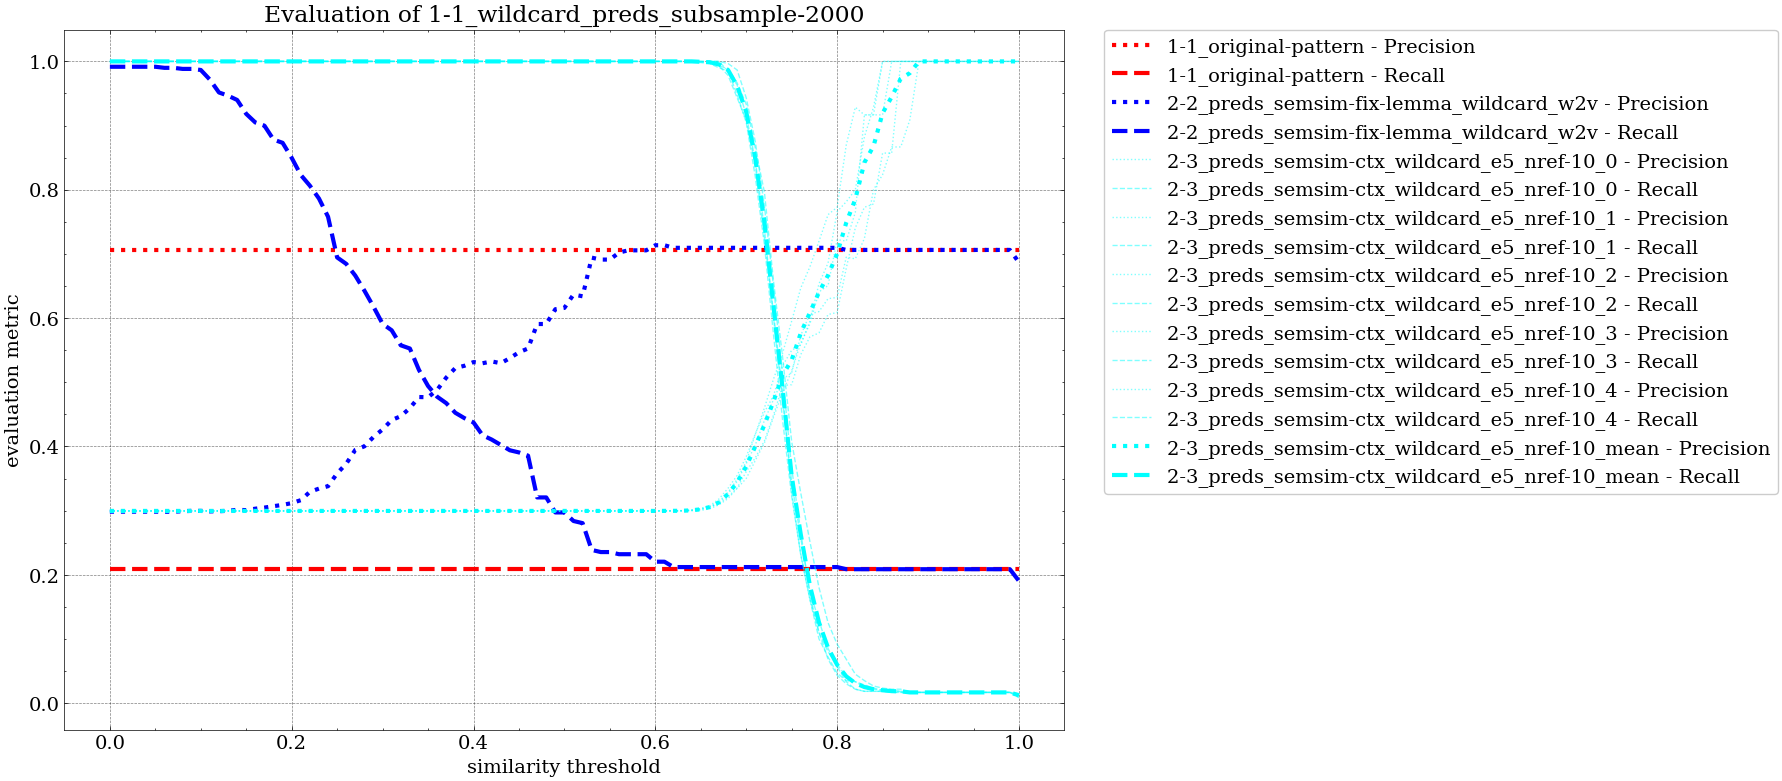 Evaluation of 1-1_wildcard_preds_subsample-2000
evaluation metric
1.0
0.8
0.6
0.4
0.2
0.0
0.0 0.2 0.4 0.6 0.8 1.0
similarity threshold
1-1_original-pattern - Precision
1-1_original-pattern - Recall
2-2_preds_semsim-fix-lemma_wildcard_w2v - Precision
2-2_preds_semsim-fix-lemma_wildcard_w2v - Recall
2-3_preds_semsim-ctx_wildcard_e5_nref-10_0 - Precision
2-3_preds_semsim-ctx_wildcard_e5_nref-10_0 - Recall
2-3_preds_semsim-ctx_wildcard_e5_nref-10_1 - Precision
2-3_preds_semsim-ctx_wildcard_e5_nref-10_1 - Recall
2-3_preds_semsim-ctx_wildcard_e5_nref-10_2 - Precision
2-3_preds_semsim-ctx_wildcard_e5_nref-10_2 - Recall
2-3_preds_semsim-ctx_wildcard_e5_nref-10_3 - Precision
2-3_preds_semsim-ctx_wildcard_e5_nref-10_3 - Recall
2-3_preds_semsim-ctx_wildcard_e5_nref-10_4 - Precision
2-3_preds_semsim-ctx_wildcard_e5_nref-10_4 - Recall
2-3_preds_semsim-ctx_wildcard_e5_nref-10_mean - Precision
2-3_preds_semsim-ctx_wildcard_e5_nref-10_mean - Recall